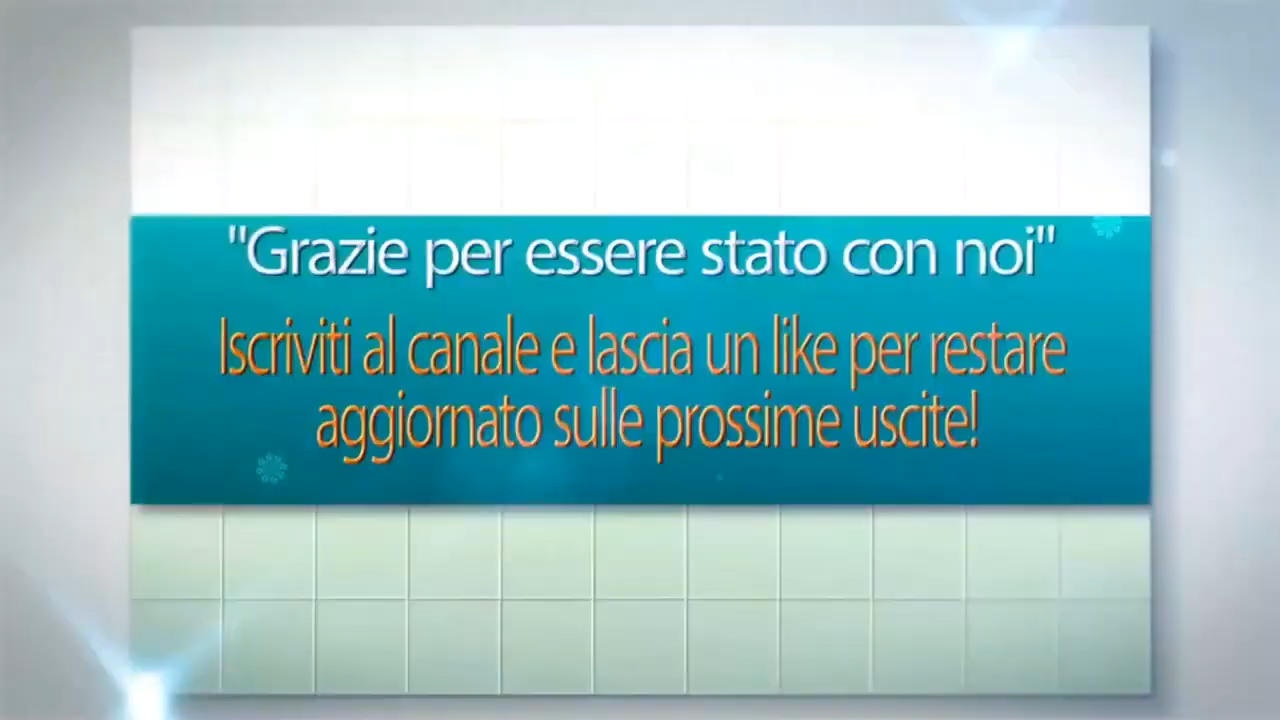 "Grazie per essere stato con noi"
Iscriviti al canale e lascia un like per restare
aggiornato sulle prossime uscite!